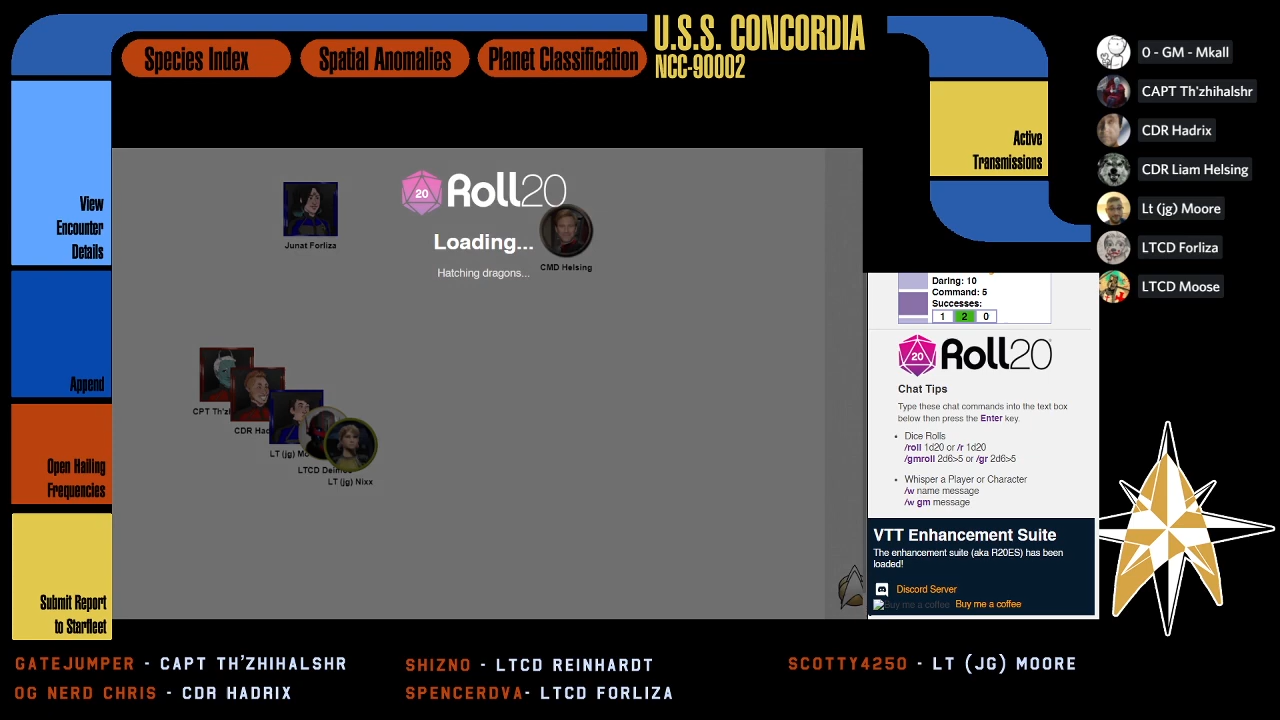 Species Index
Spatial Anomalies
Planet Classification
U.S.S. CONCORDIA
NCC-90002
View
Encounter
Details
Append
Open Hailing
Frequencies
Submit Report
to Starfleet
Active
Transmissions
0 - GM - Mkall
CAPT Th'zhihalshr
CDR Hadrix
CDR Liam Helsing
Lt (jg) Moore
LTCD Forliza
LTCD Moose
20 Roll20
Loading...
Hatching dragons...
Junat Forliza
CMD Helsing
CPT Th'zl
CDR Had
LT (jg) Mo
LTCD Deimos
LT (jg) Nixx
Daring: 10
Command: 5
Successes:
1 2 0
20 Roll20
Chat Tips
Type these chat commands into the text box
below then press the Enter key.
• Dice Rolls
/roll 1d20 or /r 1d20
/gmroll 2d6>5 or /gr 2d6>5
• Whisper a Player or Character
/w name message
/w gm message
VTT Enhancement Suite
The enhancement suite (aka R20ES) has been
loaded!
Discord Server
Buy me a coffee Buy me a coffee
GATEJUMPER - CAPT TH'ZHIHALSHR
OG NERD CHRIS - CDR HADRIX
SHIZNO - LTCD REINHARDT
SPENCERDVA- LTCD FORLIZA
SCOTTY4250 - LT (JG) MOORE